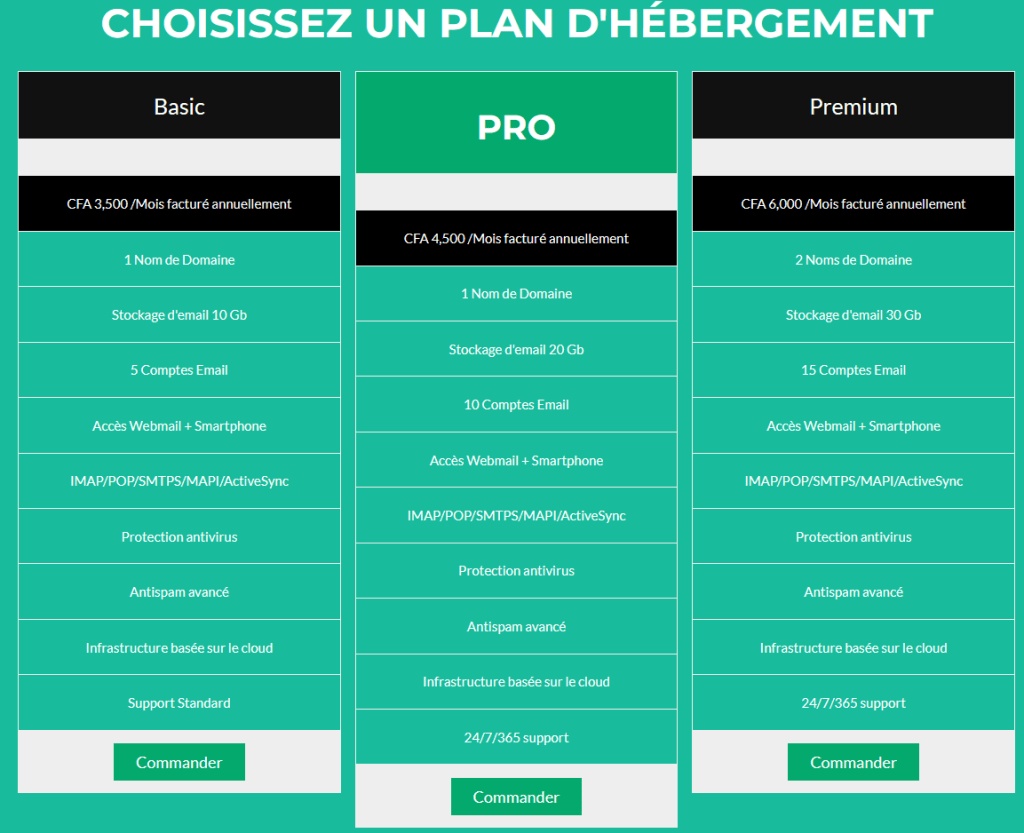 CHOISISSEZ UN PLAN D'HÉBERGEMENT
Basic
CFA 3,500 /Mois facturé annuellement
1 Nom de Domaine
Stockage d'email 10 Gb
5 Comptes Email
Accès Webmail + Smartphone
IMAP/POP/SMTPS/MAPI/ActiveSync
Protection antivirus
Antispam avancé
Infrastructure basée sur le cloud
Support Standard
Commander
PRO
CFA 4,500 /Mois facturé annuellement
1 Nom de Domaine
Stockage d'email 20 Gb
10 Comptes Email
Accès Webmail + Smartphone
IMAP/POP/SMTPS/MAPI/ActiveSync
Protection antivirus
Antispam avancé
Infrastructure basée sur le cloud
24/7/365 support
Commander
Premium
CFA 6,000 /Mois facturé annuellement
2 Noms de Domaine
Stockage d'email 30 Gb
15 Comptes Email
Accès Webmail + Smartphone
IMAP/POP/SMTPS/MAPI/ActiveSync
Protection antivirus
Antispam avancé
Infrastructure basée sur le cloud
24/7/365 support
Commander